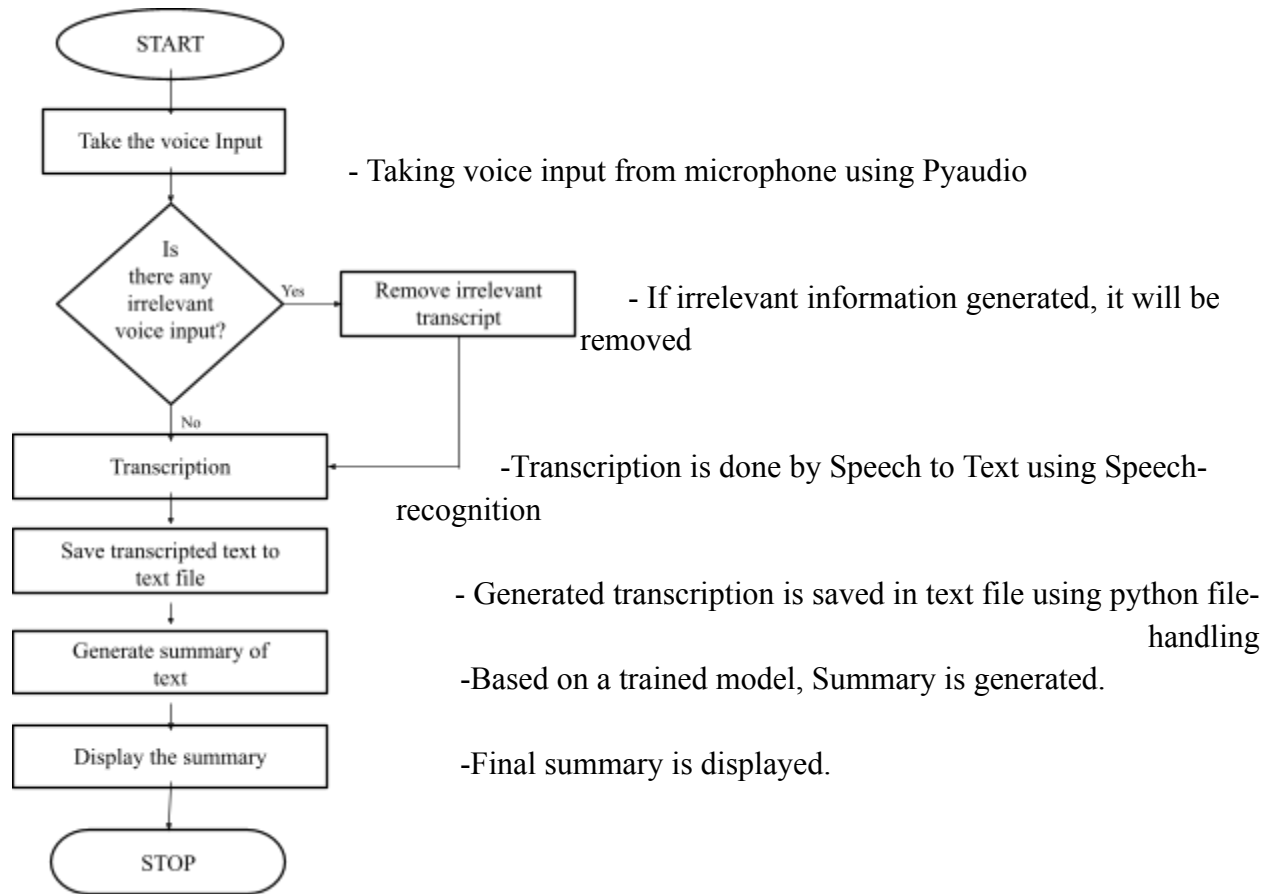 START
Take the voice Input
- Taking voice input from microphone using Pyaudio
Is
there any
irrelevant
voice input?
Yes
Remove irrelevant
transcript
- If irrelevant information generated, it will be
removed
No
Transcription
-Transcription is done by Speech to Text using Speech-
recognition
Save transcripted text to
text file
- Generated transcription is saved in text file using python file-
handling
Generate summary of
text
-Based on a trained model, Summary is generated.
Display the summary
-Final summary is displayed.
STOP